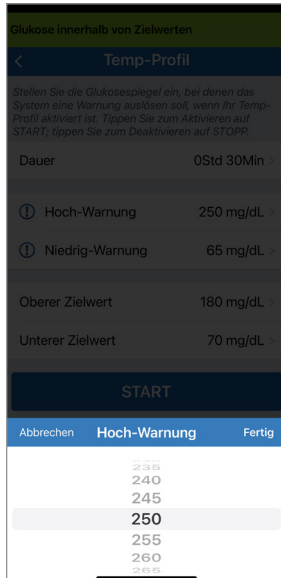 Glukose innerhalb von Zielwerten
Temp-Profil
Stellen Sie die Glukosespiegel ein, bei denen das
System eine Warnung auslösen soll, wenn Ihr Temp-
Profil aktiviert ist. Tippen Sie zum Aktivieren auf
START; tippen Sie zum Deaktivieren auf STOPP.
Dauer 0Std 30Min
Hoch-Warnung 250 mg/dL
Niedrig-Warnung 65 mg/dL
Oberer Zielwert 180 mg/dL
Unterer Zielwert 70 mg/dL
START
Abbrechen Hoch-Warnung Fertig
235
240
245
250
255
260
265